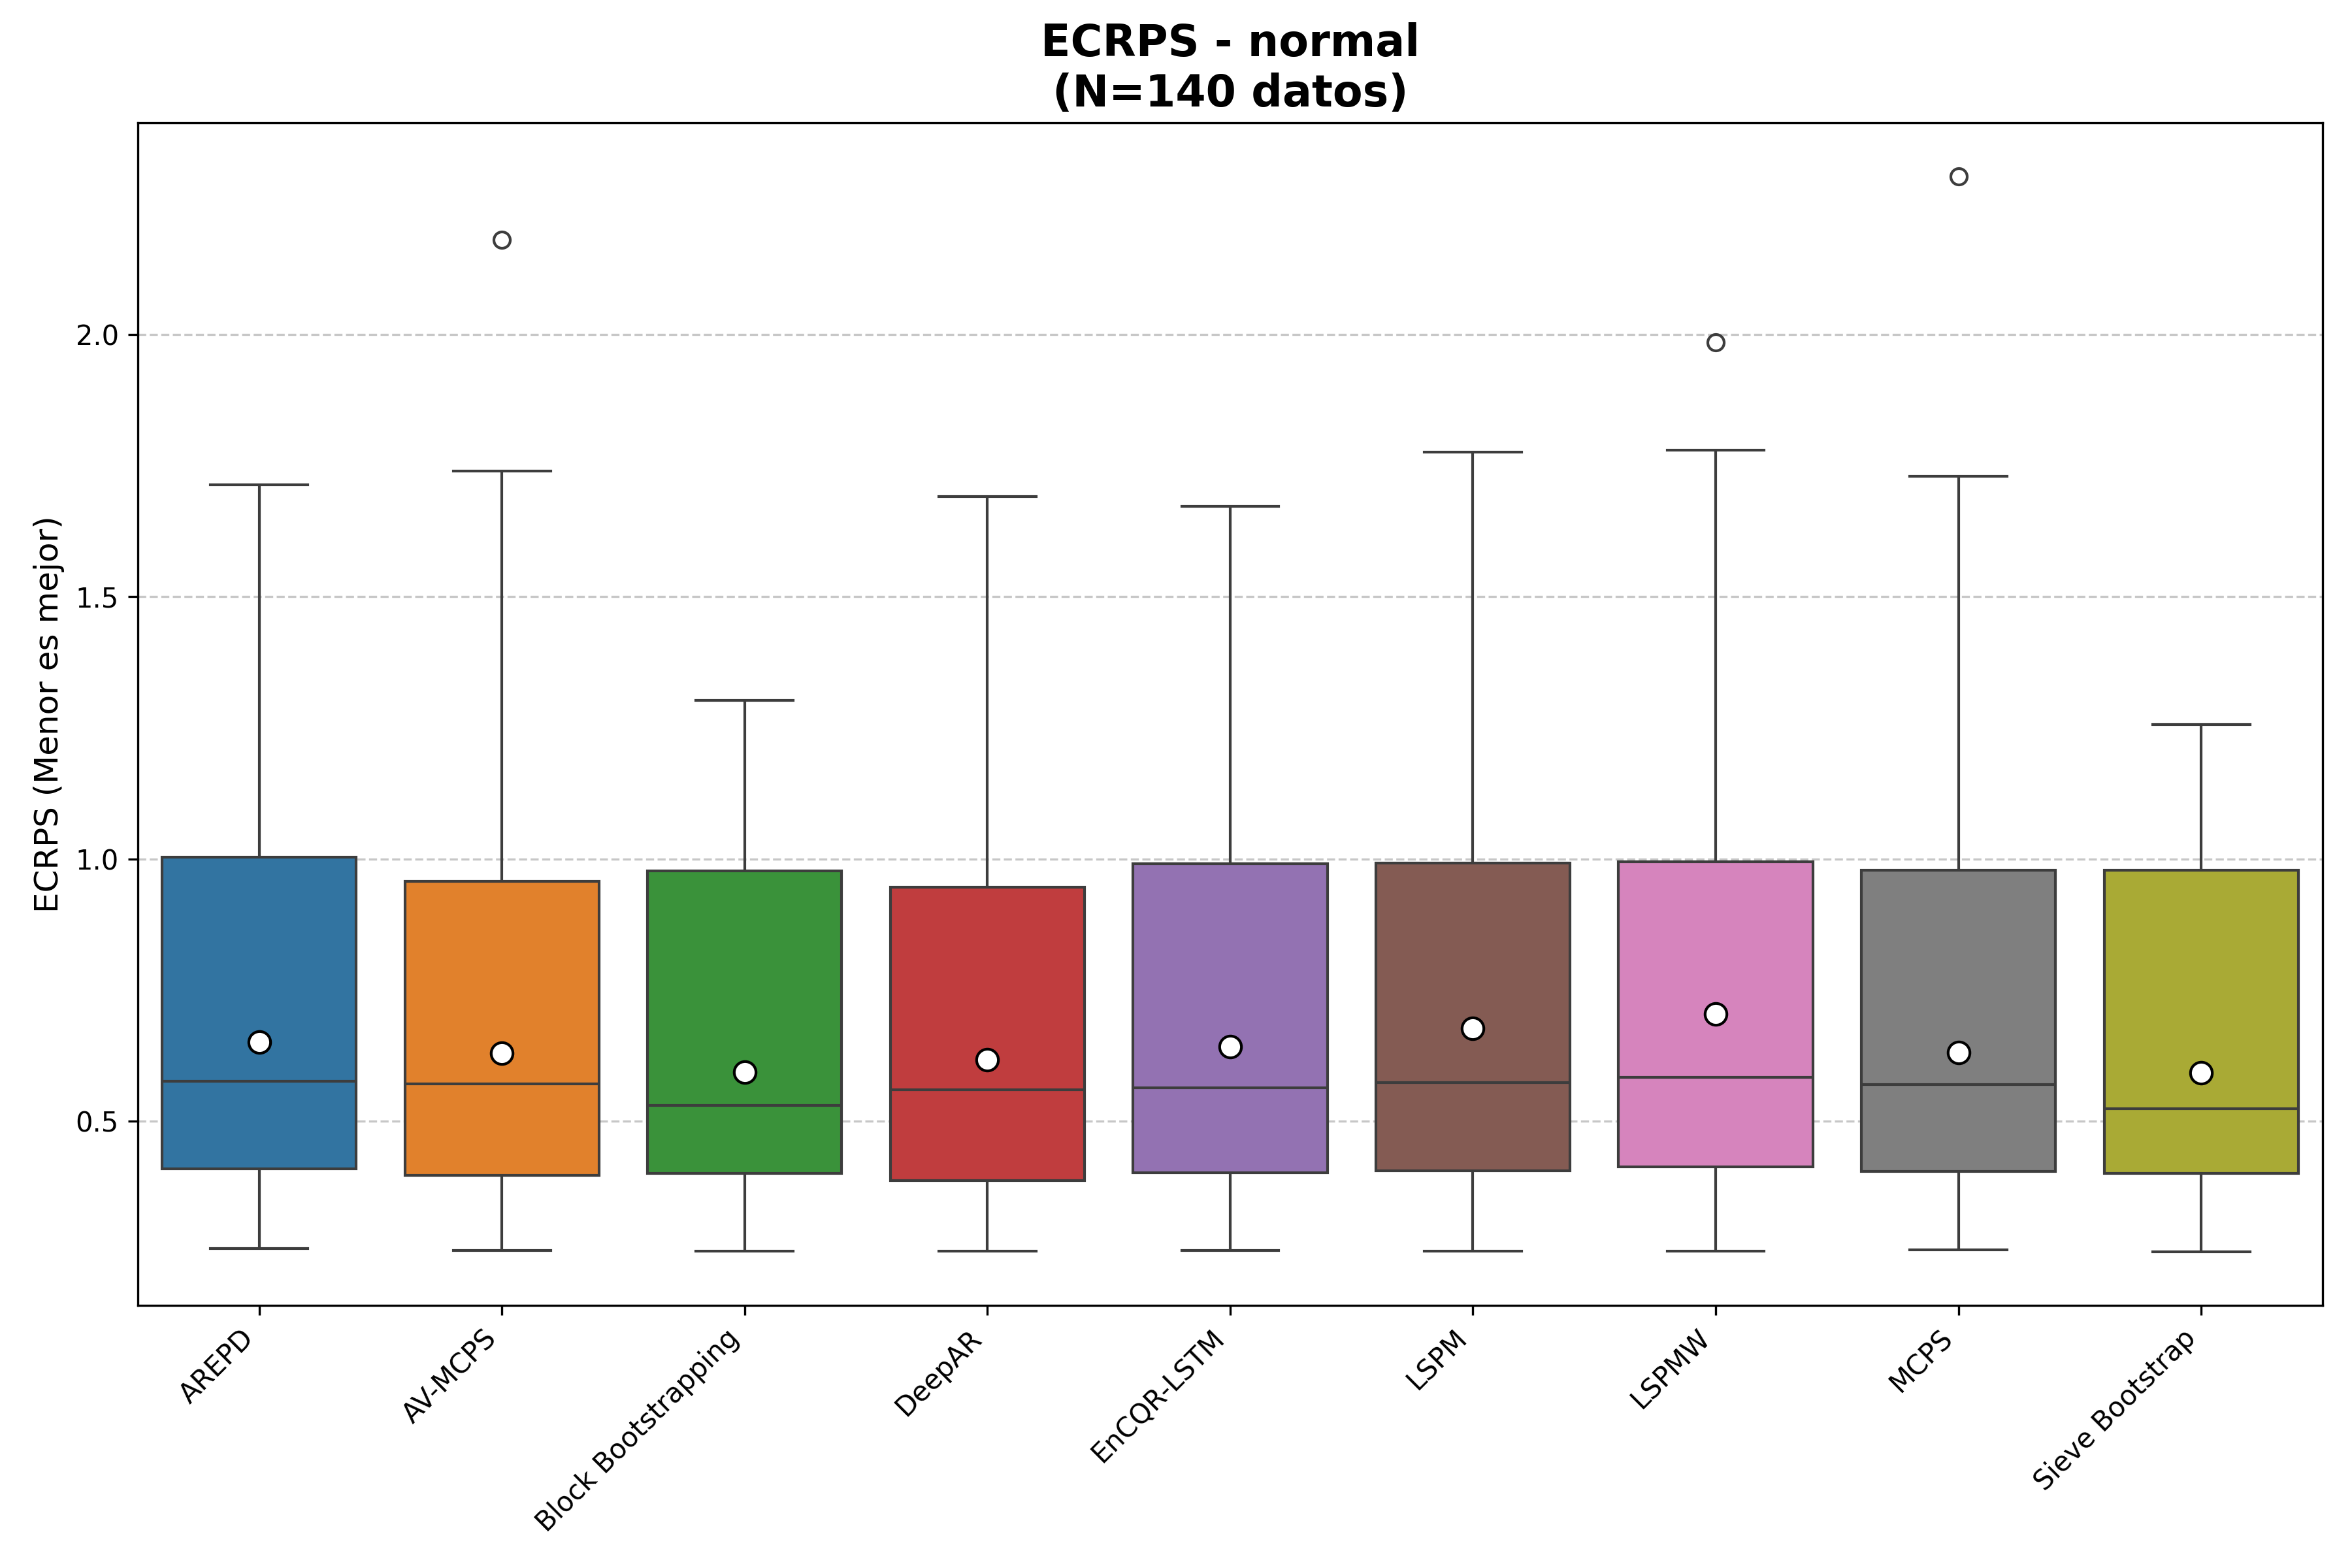 ECRPS - normal
(N=140 datos)
ECRPS (Menor es mejor)
2.0
1.5
1.0
0.5
AREPD
AV-MCPS
Block Bootstrapping
DeepAR
EnCQR-LSTM
LSPM
LSPMW
MCPS
Sieve Bootstrap